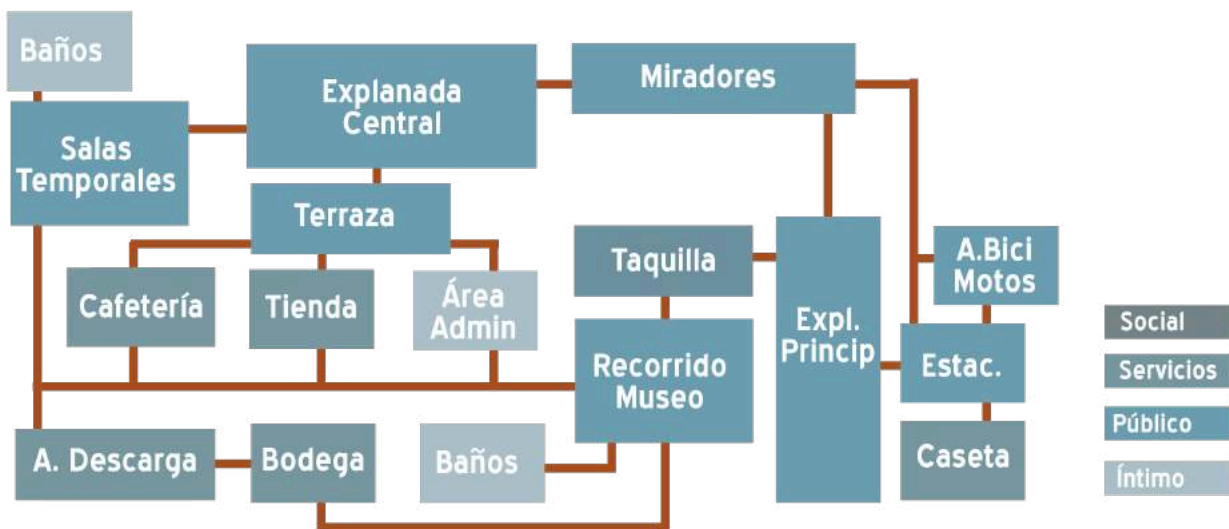 Baños
Explanada
Central
Miradores
Salas
Temporales
Terraza
Taquilla
A.Bici
Motos
Cafetería
Tienda
Área
Admin
Expl.
Princip
Estac.
Recorrido
Museo
A. Descarga
Bodega
Baños
Caseta
Social
Servicios
Público
Íntimo